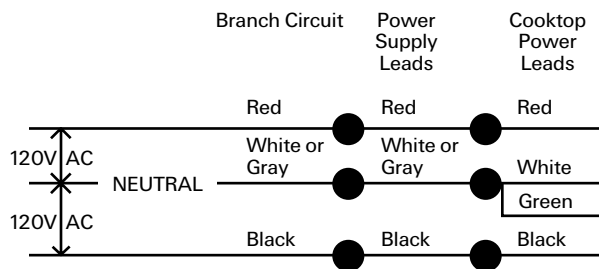 Branch Circuit
Power
Supply
Leads
Cooktop
Power
Leads
Red
Red
Red
120V AC
White or
Gray
White or
Gray
White
NEUTRAL
Green
120V AC
Black
Black
Black